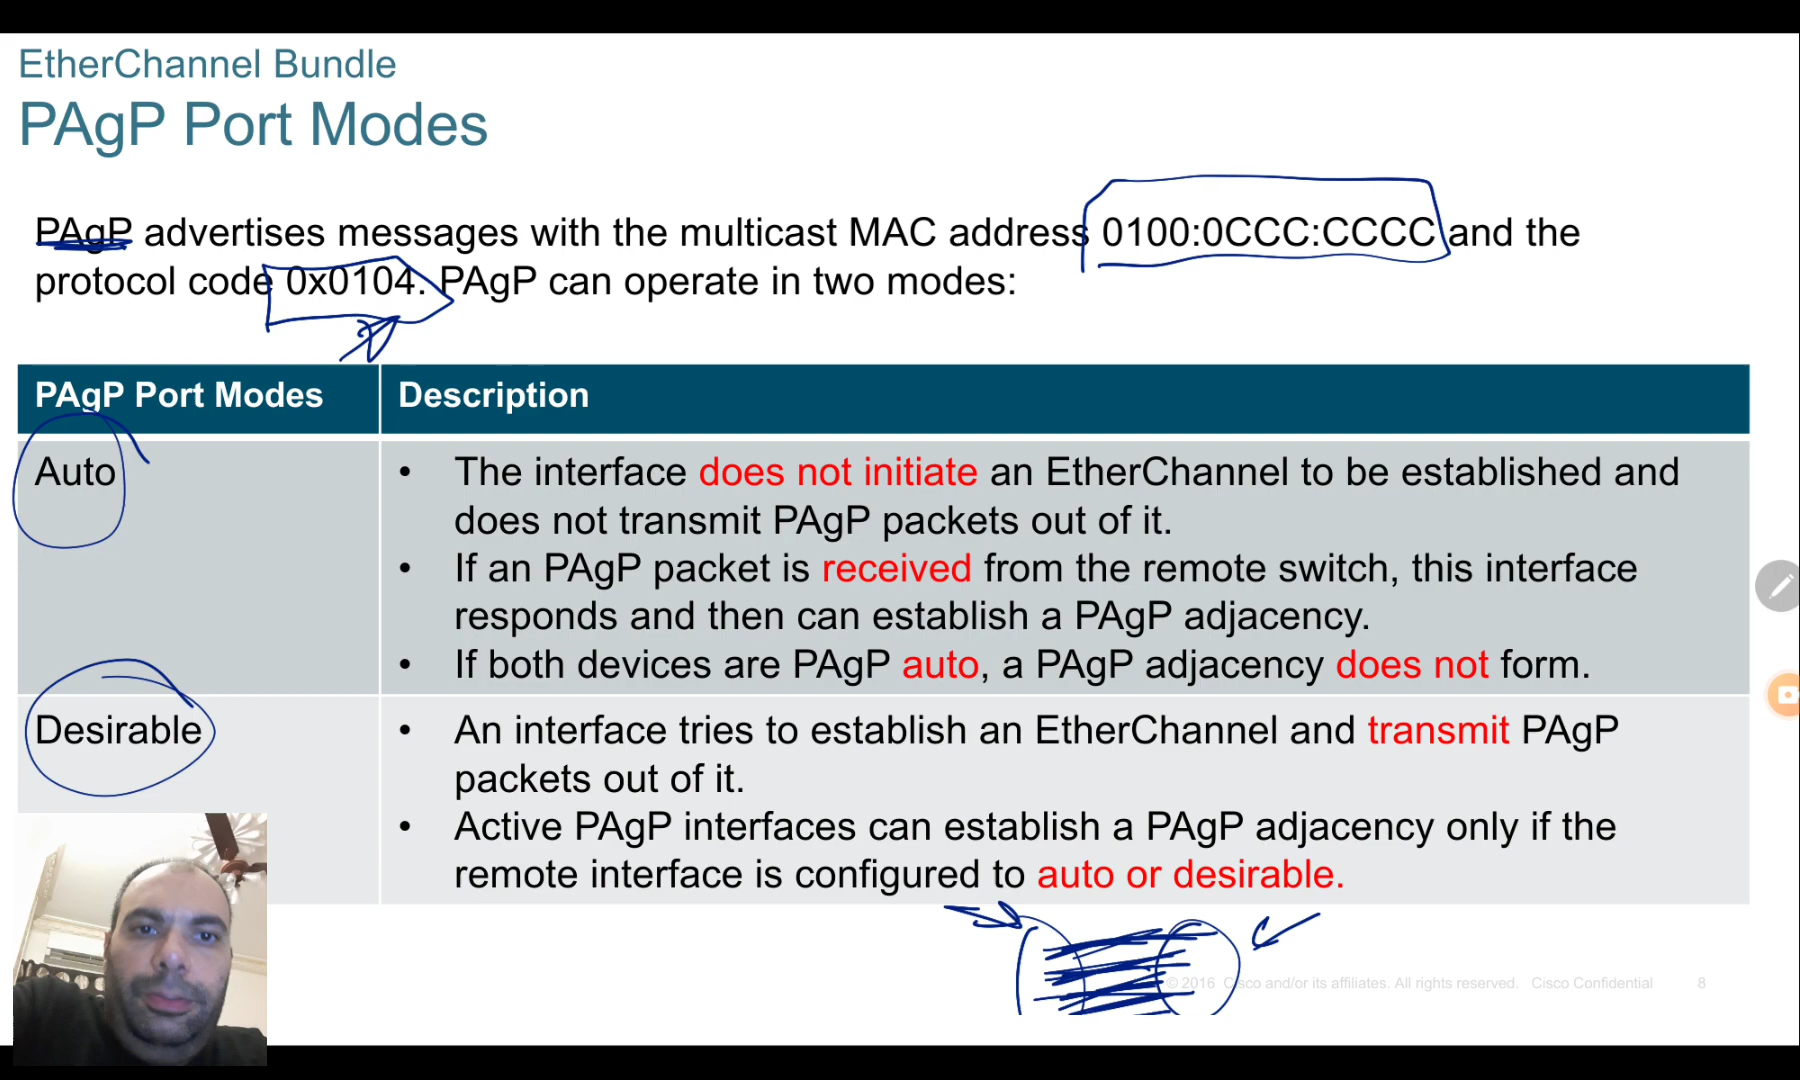 EtherChannel Bundle
PAgP Port Modes
PAgP advertises messages with the multicast MAC address 0100:0CCC:CCCC and the
protocol code 0x0104. PAgP can operate in two modes:
PAgP Port Modes
Description
Auto
• The interface does not initiate an EtherChannel to be established and
does not transmit PAgP packets out of it.
• If an PAgP packet is received from the remote switch, this interface
responds and then can establish a PAgP adjacency.
• If both devices are PAgP auto, a PAgP adjacency does not form.
Desirable
• An interface tries to establish an EtherChannel and transmit PAgP
packets out of it.
• Active PAgP interfaces can establish a PAgP adjacency only if the
remote interface is configured to auto or desirable.
© 2016 Cisco and/or its affiliates. All rights reserved. Cisco Confidential 8